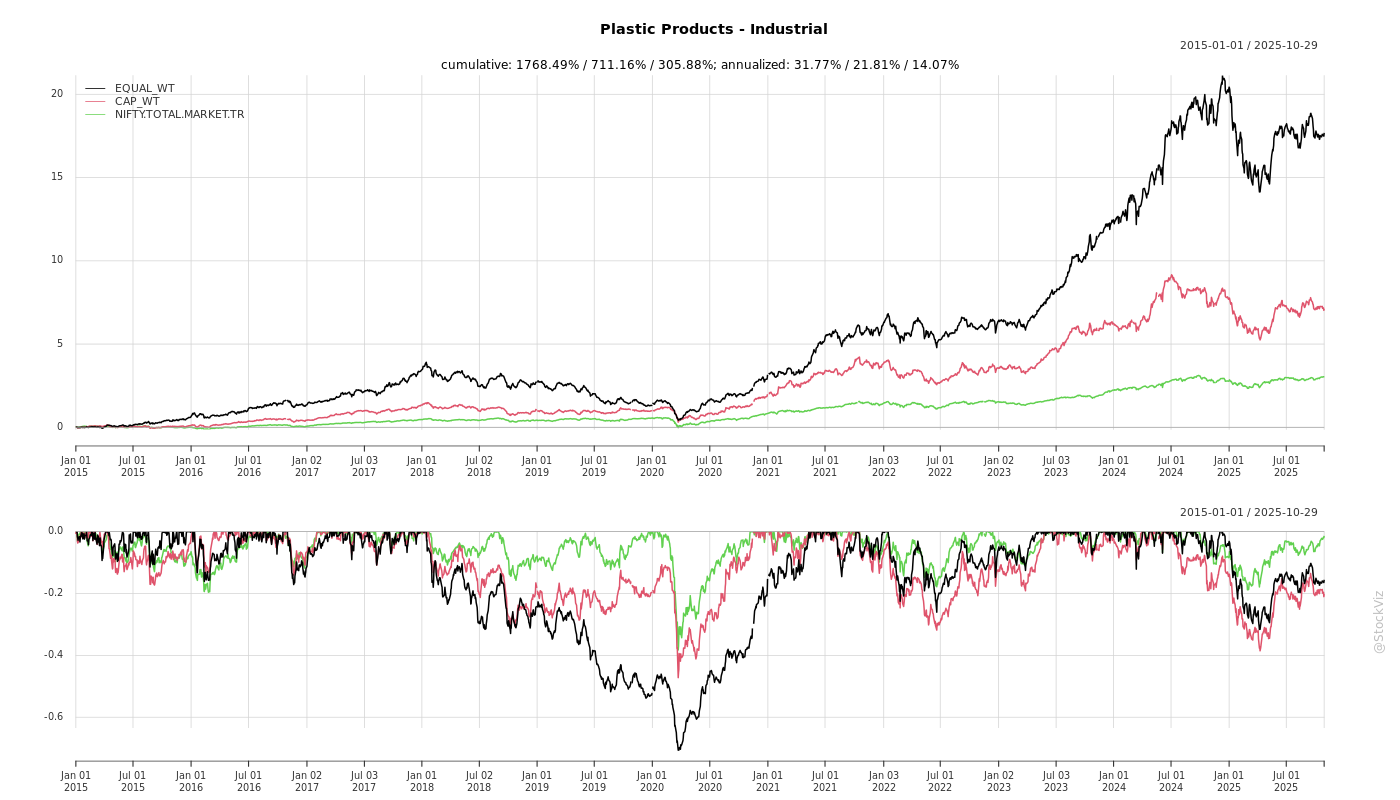 Plastic Products - Industrial
2015-01-01 / 2025-10-29
cumulative: 1768.49% / 711.16% / 305.88%; annualized: 31.77% / 21.81% / 14.07%
EQUAL_WT
CAP_WT
NIFTY.TOTAL.MARKET.TR
20
15
10
5
0
Jan 01 Jul 01 Jan 01 Jul 01 Jan 02 Jul 03 Jan 01 Jul 02 Jan 01 Jul 01 Jan 01 Jul 01 Jan 01 Jul 01 Jan 03 Jul 01 Jan 02 Jul 03 Jan 01 Jul 01 Jan 01 Jul 01
2015 2015 2016 2016 2017 2017 2018 2018 2019 2019 2020 2020 2021 2021 2022 2022 2023 2023 2024 2024 2025 2025
2015-01-01 / 2025-10-29
0.0
-0.2
-0.4
-0.6
Jan 01 Jul 01 Jan 01 Jul 01 Jan 02 Jul 03 Jan 01 Jul 02 Jan 01 Jul 01 Jan 01 Jul 01 Jan 01 Jul 01 Jan 03 Jul 01 Jan 02 Jul 03 Jan 01 Jul 01 Jan 01 Jul 01
2015 2015 2016 2016 2017 2017 2018 2018 2019 2019 2020 2020 2021 2021 2022 2022 2023 2023 2024 2024 2025 2025
@StockViz